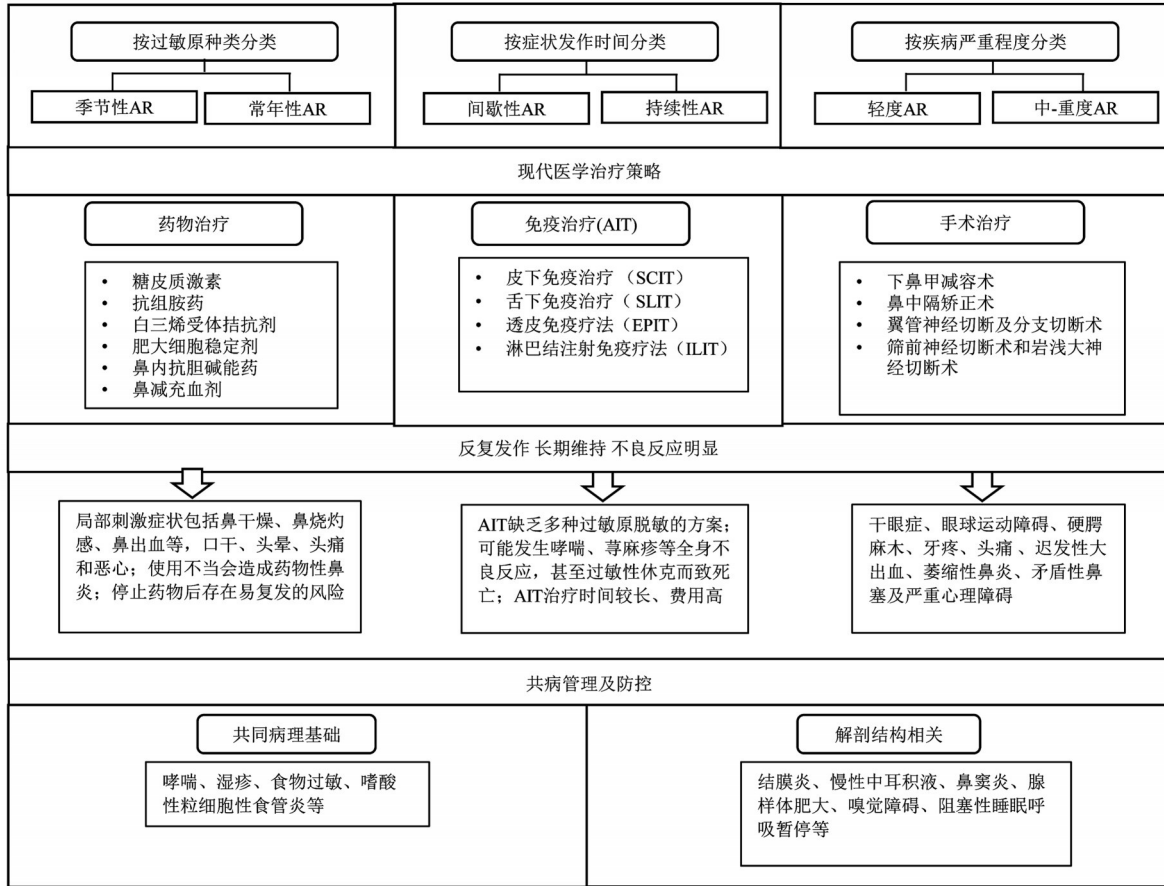 按过敏原种类分类
季节性AR
常年性AR
按症状发作时间分类
间歇性AR
持续性AR
按疾病严重程度分类
轻度AR
中-重度AR
现代医学治疗策略
药物治疗
• 糖皮质激素
• 抗组胺药
• 白三烯受体拮抗剂
• 肥大细胞稳定剂
• 鼻内抗胆碱能药
• 鼻减充血剂
免疫治疗(AIT)
• 皮下免疫治疗（SCIT）
• 舌下免疫治疗（ SLIT）
• 透皮免疫疗法（EPIT）
• 淋巴结注射免疫疗法（ILIT）
手术治疗
• 下鼻甲减容术
• 鼻中隔矫正术
• 翼管神经切断及分支切断术
• 筛前神经切断术和岩浅大神
经切断术
反复发作 长期维持 不良反应明显
局部刺激症状包括鼻干燥、鼻烧灼
感、鼻出血等，口干、头晕、头痛
和恶心；使用不当会造成药物性鼻
炎；停止药物后存在易复发的风险
AIT缺乏多种过敏原脱敏的方案；
可能发生哮喘、荨麻疹等全身不
良反应，甚至过敏性休克而致死
亡；AIT治疗时间较长、费用高
干眼症、眼球运动障碍、硬腭
麻木、牙疼、头痛 、迟发性大
出血、萎缩性鼻炎、矛盾性鼻
塞及严重心理障碍
共病管理及防控
共同病理基础
哮喘、湿疹、食物过敏、嗜酸
性粒细胞性食管炎等
解剖结构相关
结膜炎、慢性中耳积液、鼻窦炎、腺
样体肥大、嗅觉障碍、阻塞性睡眠呼
吸暂停等